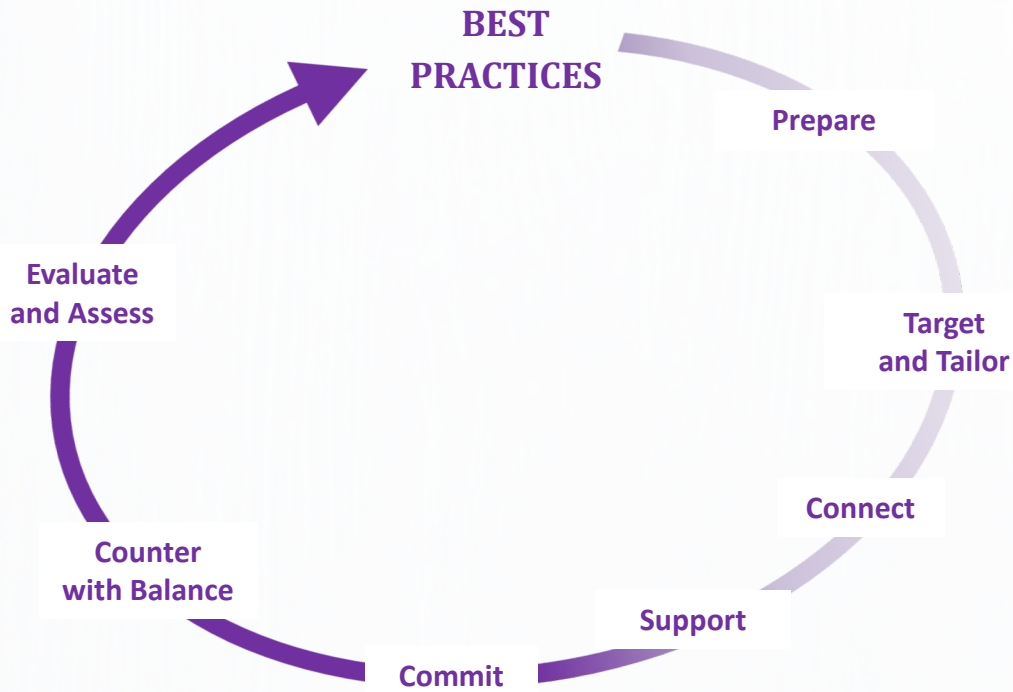 BEST
PRACTICES
Prepare
Target
and Tailor
Connect
Support
Commit
Counter
with Balance
Evaluate
and Assess